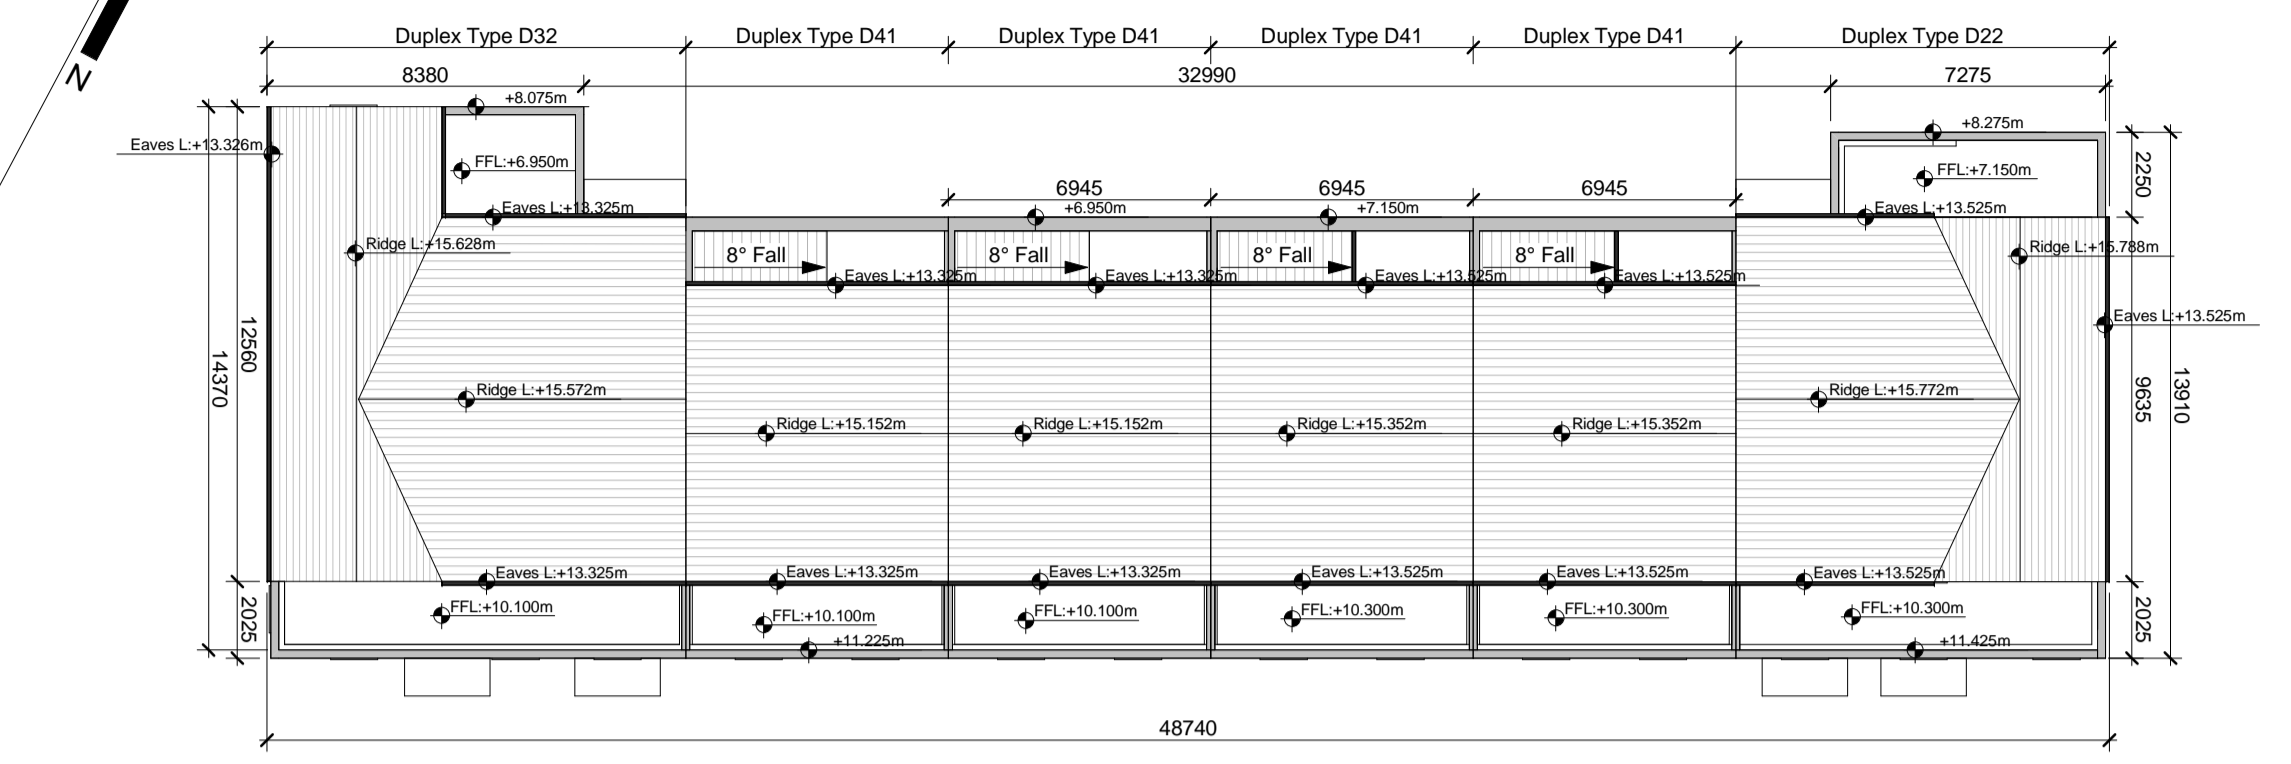 Duplex Type D32
Duplex Type D41
Duplex Type D41
Duplex Type D41
Duplex Type D41
Duplex Type D22
N
8380
32990
7275
+8.075m
+8.275m
Eaves L:+13.326m
FFL:+6.950m
FFL:+7.150m
2250
6945
6945
6945
Eaves L:+13.325m
+6.950m
+7.150m
Eaves L:+13.525m
Ridge L:+15.628m
Ridge L:+15.788m
8° Fall
8° Fall
8° Fall
8° Fall
Eaves L:+13.325m
Eaves L:+13.325m
Eaves L:+13.525m
Eaves L:+13.525m
Eaves L:+13.525m
12560
14370
Ridge L:+15.572m
Ridge L:+15.772m
9635
13910
Ridge L:+15.152m
Ridge L:+15.152m
Ridge L:+15.352m
Ridge L:+15.352m
Eaves L:+13.325m
Eaves L:+13.325m
Eaves L:+13.325m
Eaves L:+13.525m
Eaves L:+13.525m
Eaves L:+13.525m
2025
FFL:+10.100m
FFL:+10.100m
FFL:+10.100m
FFL:+10.300m
FFL:+10.300m
FFL:+10.300m
2025
+11.225m
+11.425m
48740